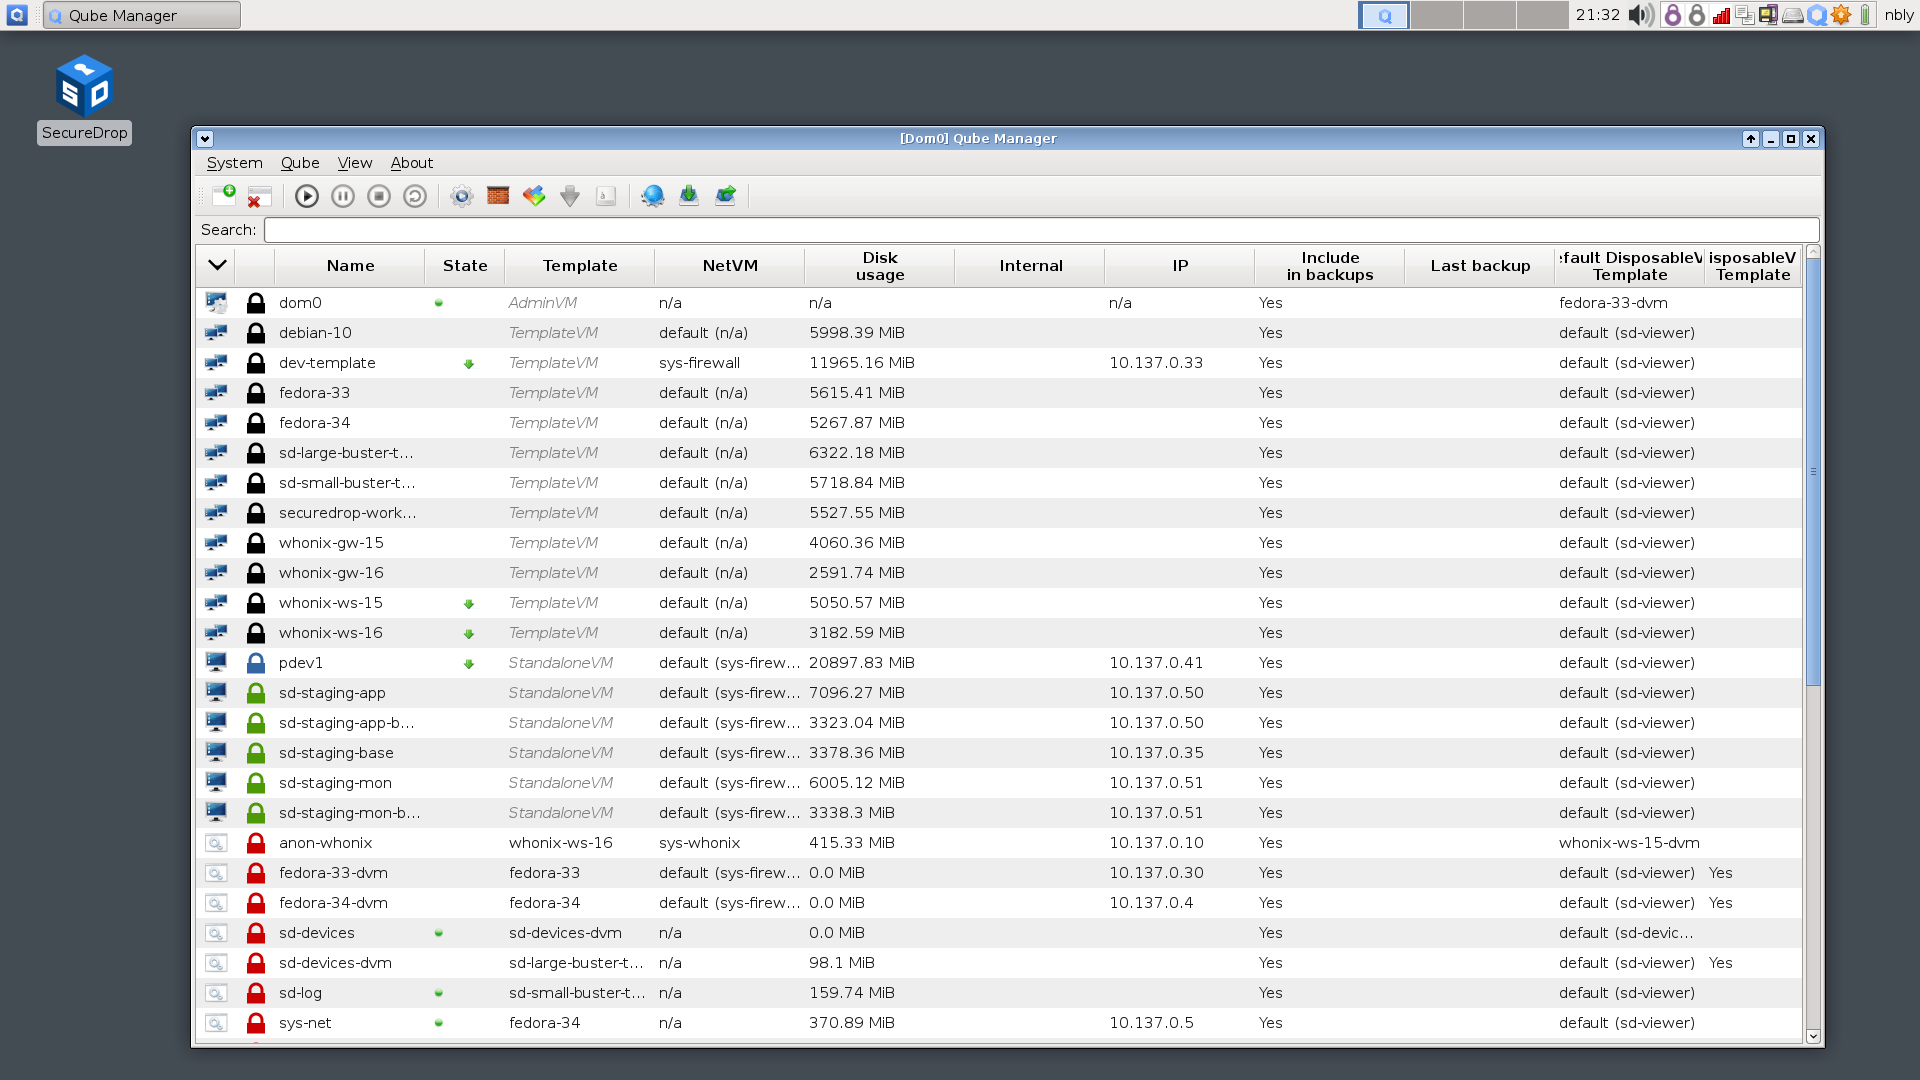 Qube Manager 21:32 nbly
SecureDrop
[Dom0] Qube Manager
System Qube View About
Search:
Name State Template NetVM Disk usage Internal IP Include in backups Last backup fault DisposableV Template isposableV Template
dom0 AdminVM n/a n/a n/a Yes fedora-33-dvm
debian-10 TemplateVM default (n/a) 5998.39 MiB Yes default (sd-viewer)
dev-template TemplateVM sys-firewall 11965.16 MiB 10.137.0.33 Yes default (sd-viewer)
fedora-33 TemplateVM default (n/a) 5615.41 MiB Yes default (sd-viewer)
fedora-34 TemplateVM default (n/a) 5267.87 MiB Yes default (sd-viewer)
sd-large-buster-t... TemplateVM default (n/a) 6322.18 MiB Yes default (sd-viewer)
sd-small-buster-t... TemplateVM default (n/a) 5718.84 MiB Yes default (sd-viewer)
securedrop-work... TemplateVM default (n/a) 5527.55 MiB Yes default (sd-viewer)
whonix-gw-15 TemplateVM default (n/a) 4060.36 MiB Yes default (sd-viewer)
whonix-gw-16 TemplateVM default (n/a) 2591.74 MiB Yes default (sd-viewer)
whonix-ws-15 TemplateVM default (n/a) 5050.57 MiB Yes default (sd-viewer)
whonix-ws-16 TemplateVM default (n/a) 3182.59 MiB Yes default (sd-viewer)
pdev1 StandaloneVM default (sys-firew... 20897.83 MiB 10.137.0.41 Yes default (sd-viewer)
sd-staging-app StandaloneVM default (sys-firew... 7096.27 MiB 10.137.0.50 Yes default (sd-viewer)
sd-staging-app-b... StandaloneVM default (sys-firew... 3323.04 MiB 10.137.0.50 Yes default (sd-viewer)
sd-staging-base StandaloneVM default (sys-firew... 3378.36 MiB 10.137.0.35 Yes default (sd-viewer)
sd-staging-mon StandaloneVM default (sys-firew... 6005.12 MiB 10.137.0.51 Yes default (sd-viewer)
sd-staging-mon-b... StandaloneVM default (sys-firew... 3338.3 MiB 10.137.0.51 Yes default (sd-viewer)
anon-whonix whonix-ws-16 sys-whonix 415.33 MiB 10.137.0.10 Yes whonix-ws-15-dvm
fedora-33-dvm fedora-33 default (sys-firew... 0.0 MiB 10.137.0.30 Yes default (sd-viewer) Yes
fedora-34-dvm fedora-34 default (sys-firew... 0.0 MiB 10.137.0.4 Yes default (sd-viewer) Yes
sd-devices sd-devices-dvm n/a 0.0 MiB Yes default (sd-devic...
sd-devices-dvm sd-large-buster-t... n/a 98.1 MiB Yes default (sd-viewer) Yes
sd-log sd-small-buster-t... n/a 159.74 MiB Yes default (sd-viewer)
sys-net fedora-34 n/a 370.89 MiB 10.137.0.5 Yes default (sd-viewer)